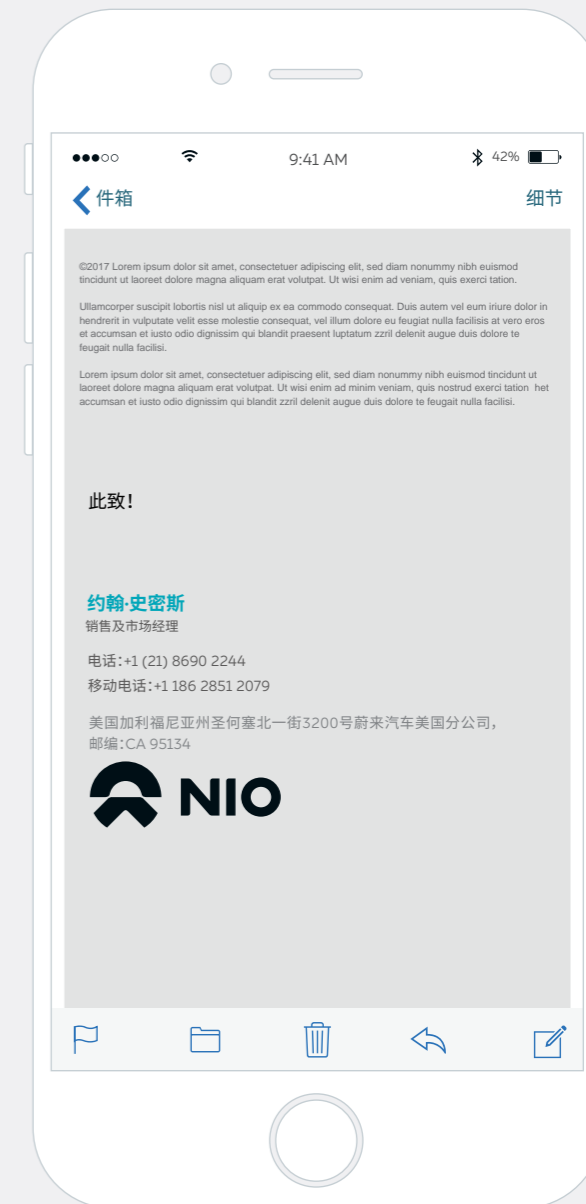 9:41 AM
42%
件箱
细节
©2017 Lorem ipsum dolor sit amet, consectetuer adipiscing elit, sed diam nonummy nibh euismod
tincidunt ut laoreet dolore magna aliquam erat volutpat. Ut wisi enim ad veniam, quis exerci tation.
Ullamcorper suscipit lobortis nisl ut aliquip ex ea commodo consequat. Duis autem vel eum iriure dolor in
hendrerit in vulputate velit esse molestie consequat, vel illum dolore eu feugiat nulla facilisis at vero eros
et accumsan et iusto odio dignissim qui blandit praesent luptatum zzril delenit augue duis dolore te
feugait nulla facilisi.
Lorem ipsum dolor sit amet, consectetuer adipiscing elit, sed diam nonummy nibh euismod tincidunt ut
laoreet dolore magna aliquam erat volutpat. Ut wisi enim ad minim veniam, quis nostrud exerci tation het
accumsan et iusto odio dignissim qui blandit zzril delenit augue duis dolore te feugait nulla facilisi.
此致！
约翰·史密斯
销售及市场经理
电话：+1 (21) 8690 2244
移动电话：+1 186 2851 2079
美国加利福尼亚州圣何塞北一街3200号蔚来汽车美国分公司，
邮编：CA 95134
NIO